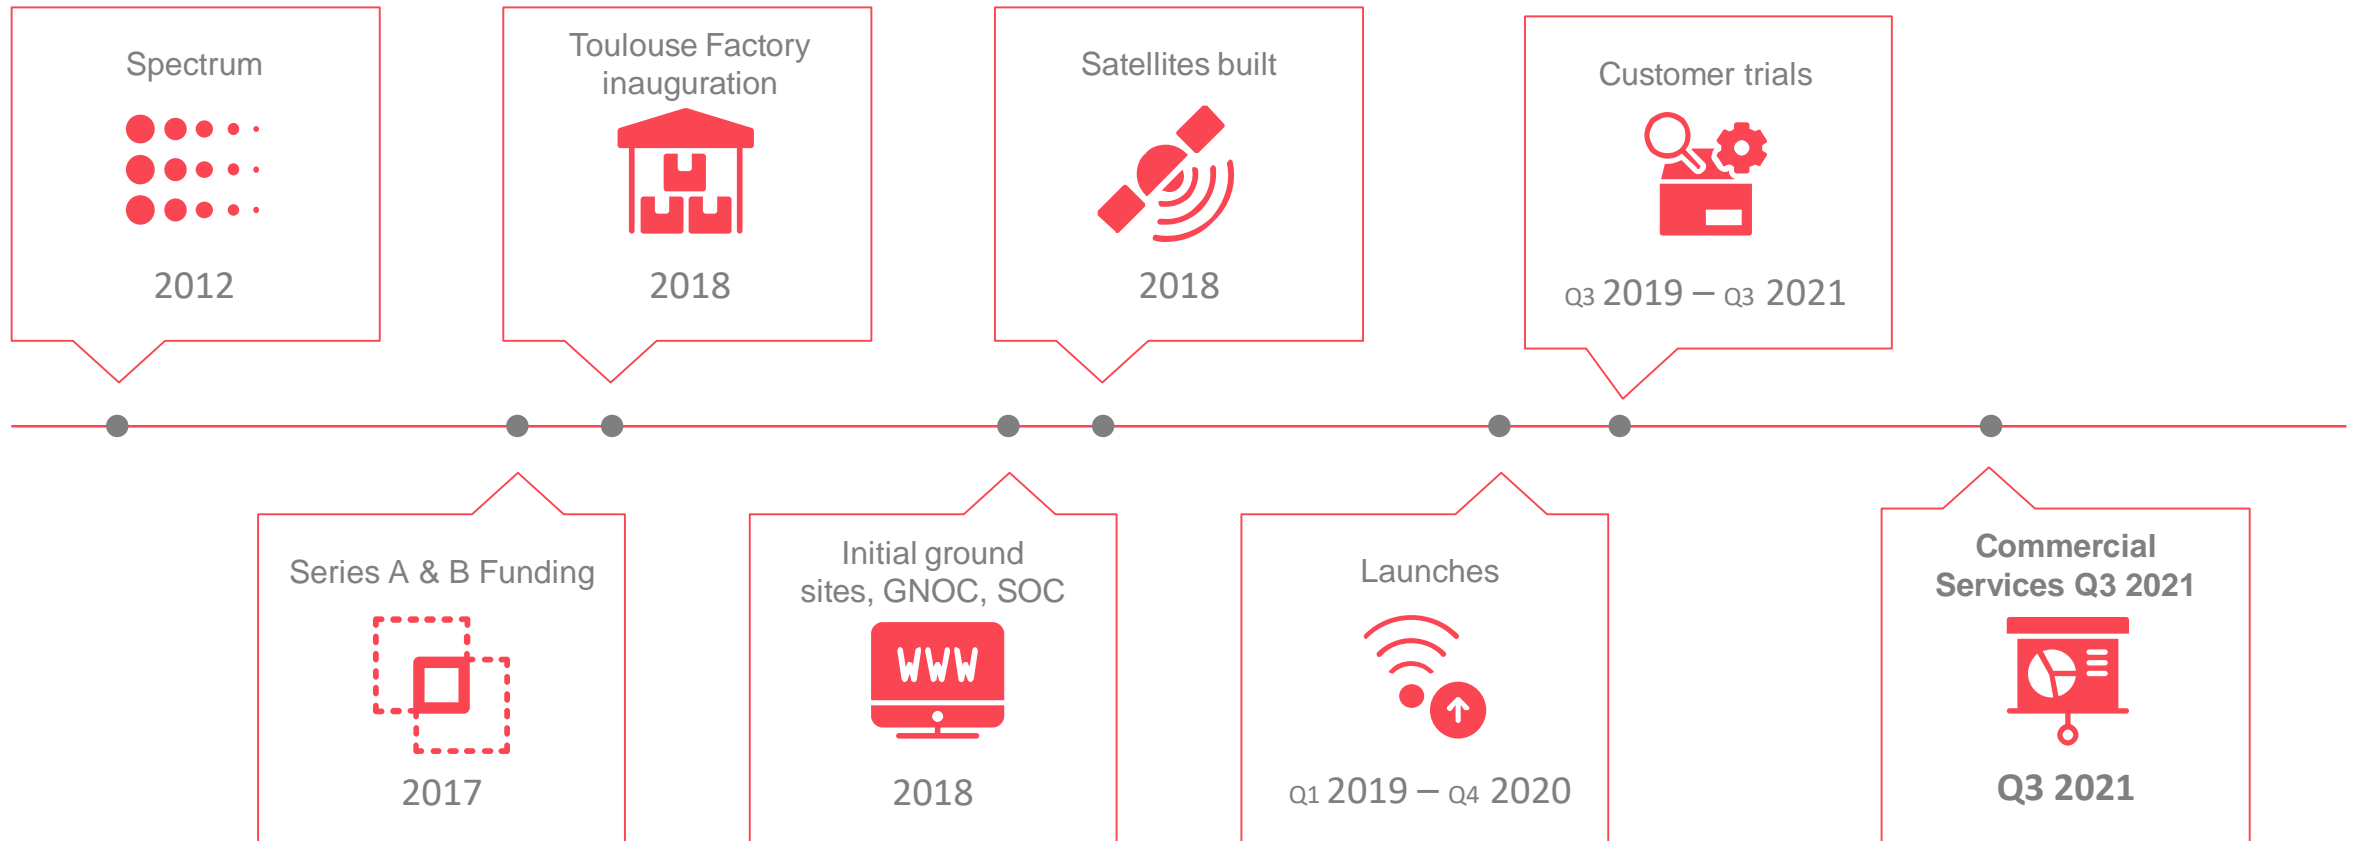 Spectrum
2012
Toulouse Factory
inauguration
2018
Satellites built
2018
Customer trials
Q3 2019 – Q3 2021
Series A & B Funding
2017
Initial ground
sites, GNOC, SOC
WWW
2018
Launches
Q1 2019 – Q4 2020
Commercial
Services Q3 2021
Q3 2021